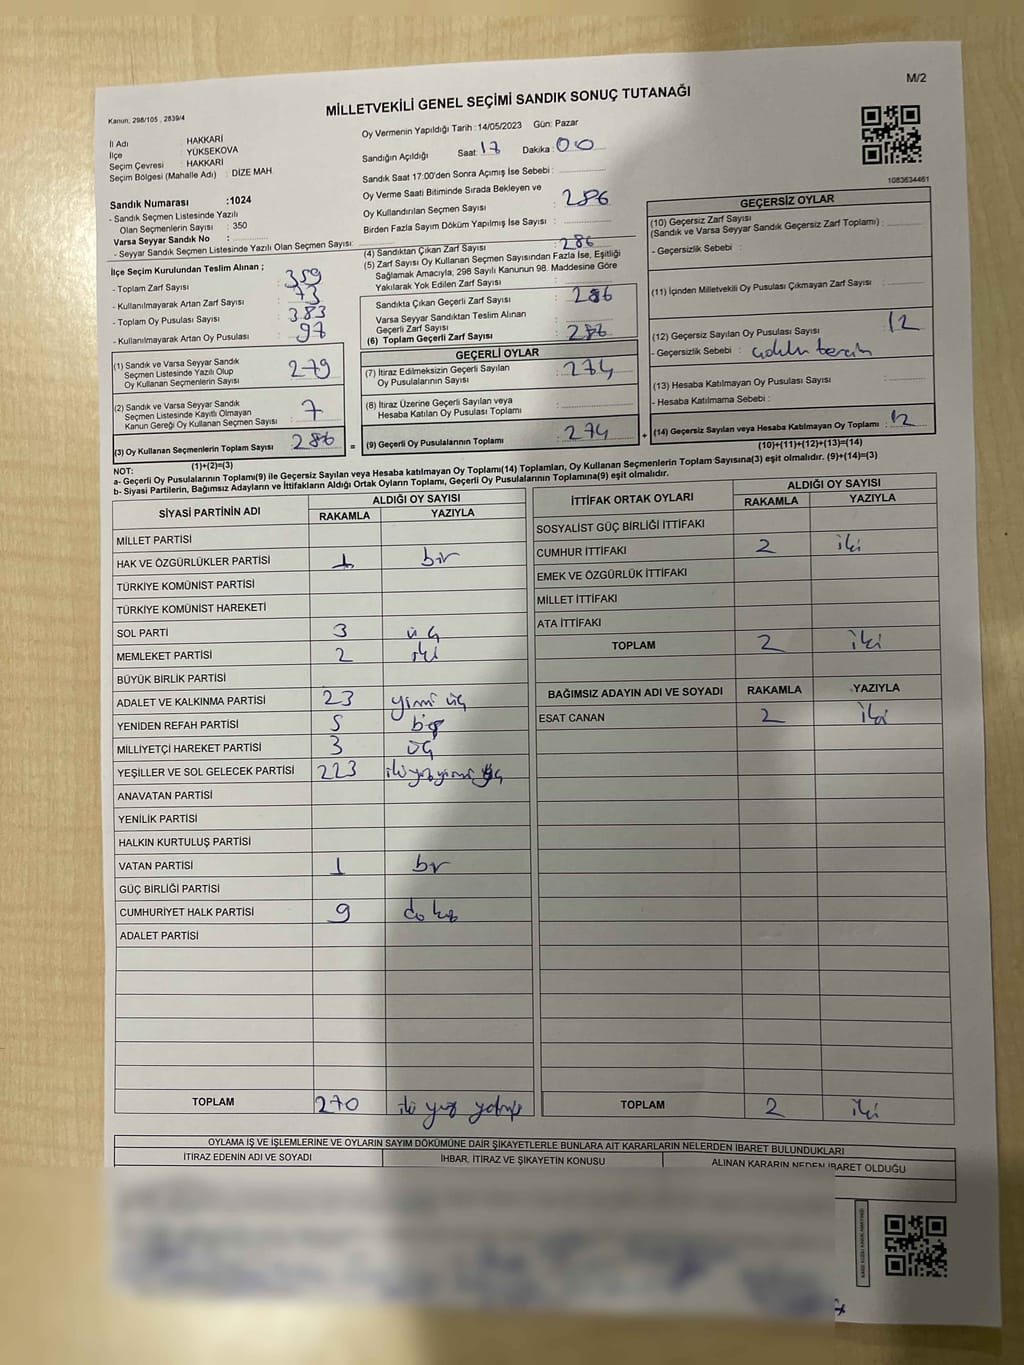 M/2
MİLLETVEKİLİ GENEL SEÇİMİ SANDIK SONUÇ TUTANAĞI
Kanun, 298/105 , 2839/4
İl Adı HAKKARİ
İlçe YÜKSEKOVA
Seçim Çevresi HAKKARİ
Seçim Bölgesi (Mahalle Adı) : DİZE MAH.
Oy Vermenin Yapıldığı Tarih : 14/05/2023 Gün: Pazar
Sandığın Açıldığı Saat : 17 Dakika : 00
Sandık Saat 17:00'den Sonra Açımış İse Sebebi :
Oy Verme Saati Bitiminde Sırada Bekleyen ve
Oy Kullandırılan Seçmen Sayısı : 286
Birden Fazla Sayım Döküm Yapılmış İse Sayısı :
1083634461
Sandık Numarası :1024
- Sandık Seçmen Listesinde Yazılı
Olan Seçmenlerin Sayısı : 350
Varsa Seyyar Sandık No :
- Seyyar Sandık Seçmen Listesinde Yazılı Olan Seçmen Sayısı:
İlçe Seçim Kurulundan Teslim Alınan ;
- Toplam Zarf Sayısı : 359
- Kullanılmayarak Artan Zarf Sayısı : 73
- Toplam Oy Pusulası Sayısı : 383
- Kullanılmayarak Artan Oy Pusulası : 97
(1) Sandık ve Varsa Seyyar Sandık
Seçmen Listesinde Yazılı Olup
Oy Kullanan Seçmenlerin Sayısı : 279
(2) Sandık ve Varsa Seyyar Sandık
Seçmen Listesinde Kayıtlı Olmayan
Kanun Gereği Oy Kullanan Seçmen Sayısı : 7
(3) Oy Kullanan Seçmenlerin Toplam Sayısı : 286
(1)+(2)=(3)
(4) Sandıktan Çıkan Zarf Sayısı : 286
(5) Zarf Sayısı Oy Kullanan Seçmen Sayısından Fazla İse, Eşitliği
Sağlamak Amacıyla, 298 Sayılı Kanunun 98. Maddesine Göre
Yakılarak Yok Edilen Zarf Sayısı :
Sandıkta Çıkan Geçerli Zarf Sayısı : 286
Varsa Seyyar Sandıktan Teslim Alınan
Geçerli Zarf Sayısı :
(6) Toplam Geçerli Zarf Sayısı : 286
GEÇERLİ OYLAR
(7) İtiraz Edilmeksizin Geçerli Sayılan
Oy Pusulalarının Sayısı : 274
(8) İtiraz Üzerine Geçerli Sayılan veya
Hesaba Katılan Oy Pusulası Toplamı :
= (9) Geçerli Oy Pusulalarının Toplamı : 274 +
GEÇERSİZ OYLAR
(10) Geçersiz Zarf Sayısı
(Sandık ve Varsa Seyyar Sandık Geçersiz Zarf Toplamı) :
- Geçersizlik Sebebi :
(11) İçinden Milletvekili Oy Pusulası Çıkmayan Zarf Sayısı :
(12) Geçersiz Sayılan Oy Pusulası Sayısı : 12
- Geçersizlik Sebebi :
(13) Hesaba Katılmayan Oy Pusulası Sayısı :
- Hesaba Katılmama Sebebi :
(14) Geçersiz Sayılan veya Hesaba Katılmayan Oy Toplamı : 12
(10)+(11)+(12)+(13)=(14)
NOT:
a- Geçerli Oy Pusulasının Toplamı(9) ile Geçersiz Sayılan veya Hesaba katılmayan Oy Toplamı(14) Toplamları, Oy Kullanan Seçmenlerin Toplam Sayısına(3) eşit olmalıdır. (9)+(14)=(3)
b- Siyasi Partilerin, Bağımsız Adayların ve İttifakların Aldığı Ortak Oyların Toplamı, Geçerli Oy Pusulasının Toplamına(9) eşit olmalıdır.
SİYASİ PARTİNİN ADI ALDIĞI OY SAYISI
RAKAMLA YAZIYLA
MİLLET PARTİSİ
HAK VE ÖZGÜRLÜKLER PARTİSİ 1 bir
TÜRKİYE KOMÜNİST PARTİSİ
TÜRKİYE KOMÜNİST HAREKETİ
SOL PARTİ 3 üç
MEMLEKET PARTİSİ 2 iki
BÜYÜK BİRLİK PARTİSİ
ADALET VE KALKINMA PARTİSİ 23 yirmi üç
YENİDEN REFAH PARTİSİ 5 beş
MİLLİYETÇİ HAREKET PARTİSİ 3 üç
YEŞİLLER VE SOL GELECEK PARTİSİ 223 iki yüz yirmi üç
ANAVATAN PARTİSİ
YENİLİK PARTİSİ
HALKIN KURTULUŞ PARTİSİ
VATAN PARTİSİ 1 bir
GÜÇ BİRLİĞİ PARTİSİ
CUMHURİYET HALK PARTİSİ 9 dokuz
ADALET PARTİSİ
TOPLAM 270 iki yüz yetmiş
İTTİFAK ORTAK OYLARI ALDIĞI OY SAYISI
RAKAMLA YAZIYLA
SOSYALİST GÜÇ BİRLİĞİ İTTİFAKI
CUMHUR İTTİFAKI 2 iki
EMEK VE ÖZGÜRLÜK İTTİFAKI
MİLLET İTTİFAKI
ATA İTTİFAKI
TOPLAM 2 iki
BAĞIMSIZ ADAYIN ADI VE SOYADI RAKAMLA YAZIYLA
ESAT CANAN 2 iki
TOPLAM 2 iki
OYLAMA İŞ VE İŞLEMLERİNE VE OYLARIN SAYIM DÖKÜMÜNE DAİR ŞİKAYETLERLE BUNLARA AİT KARARLARIN NELERDEN İBARET BULUNDUKLARI
İTİRAZ EDENİN ADI VE SOYADI İHBAR, İTİRAZ VE ŞİKAYETİN KONUSU ALINAN KARARIN NEDEN İBARET OLDUĞU